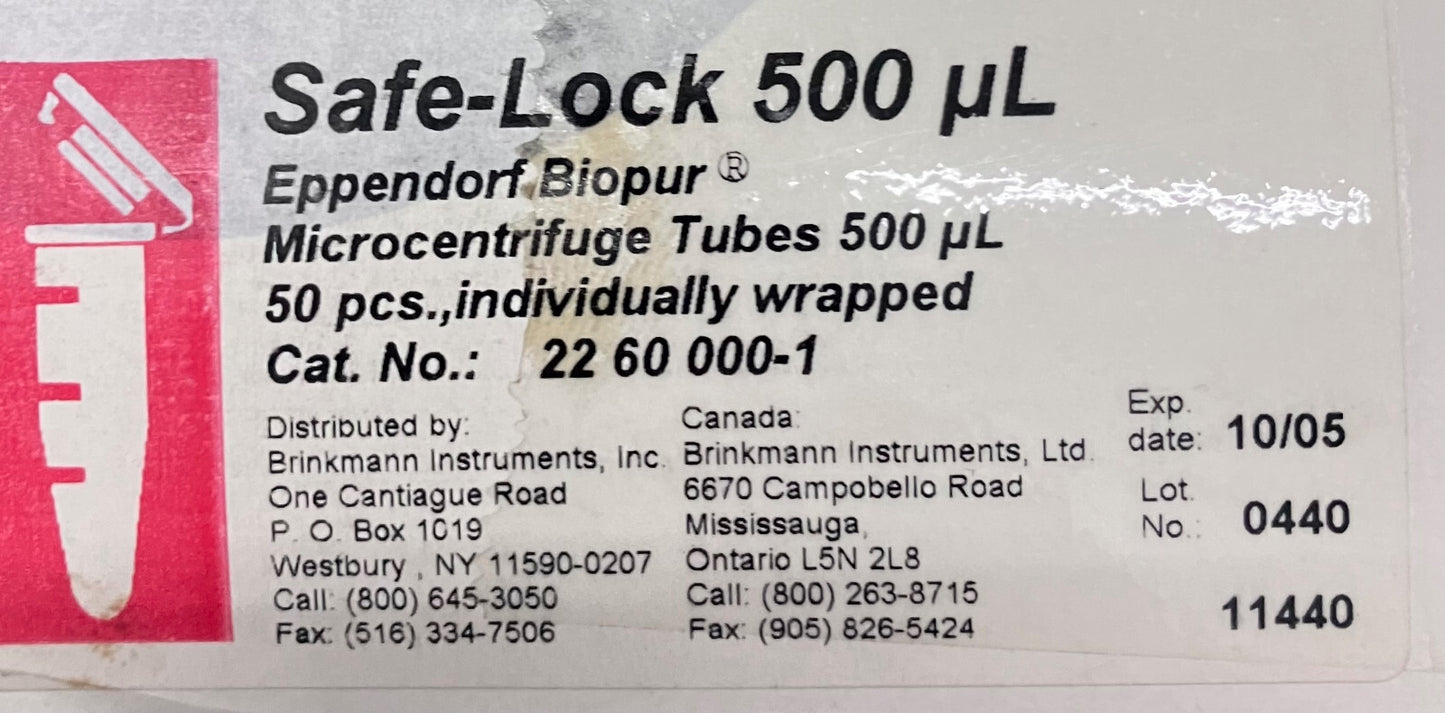 Safe-Lock 500 µL
Eppendorf Biopur ®
Microcentrifuge Tubes 500 µL
50 pcs.,individually wrapped
Cat. No.: 22 60 000-1
Distributed by:
Brinkmann Instruments, Inc.
One Cantiague Road
P. O. Box 1019
Westbury , NY 11590-0207
Call: (800) 645-3050
Fax: (516) 334-7506
Canada:
Brinkmann Instruments, Ltd.
6670 Campobello Road
Mississauga,
Ontario L5N 2L8
Call: (800) 263-8715
Fax: (905) 826-5424
Exp.
date: 10/05
Lot.
No.: 0440
11440